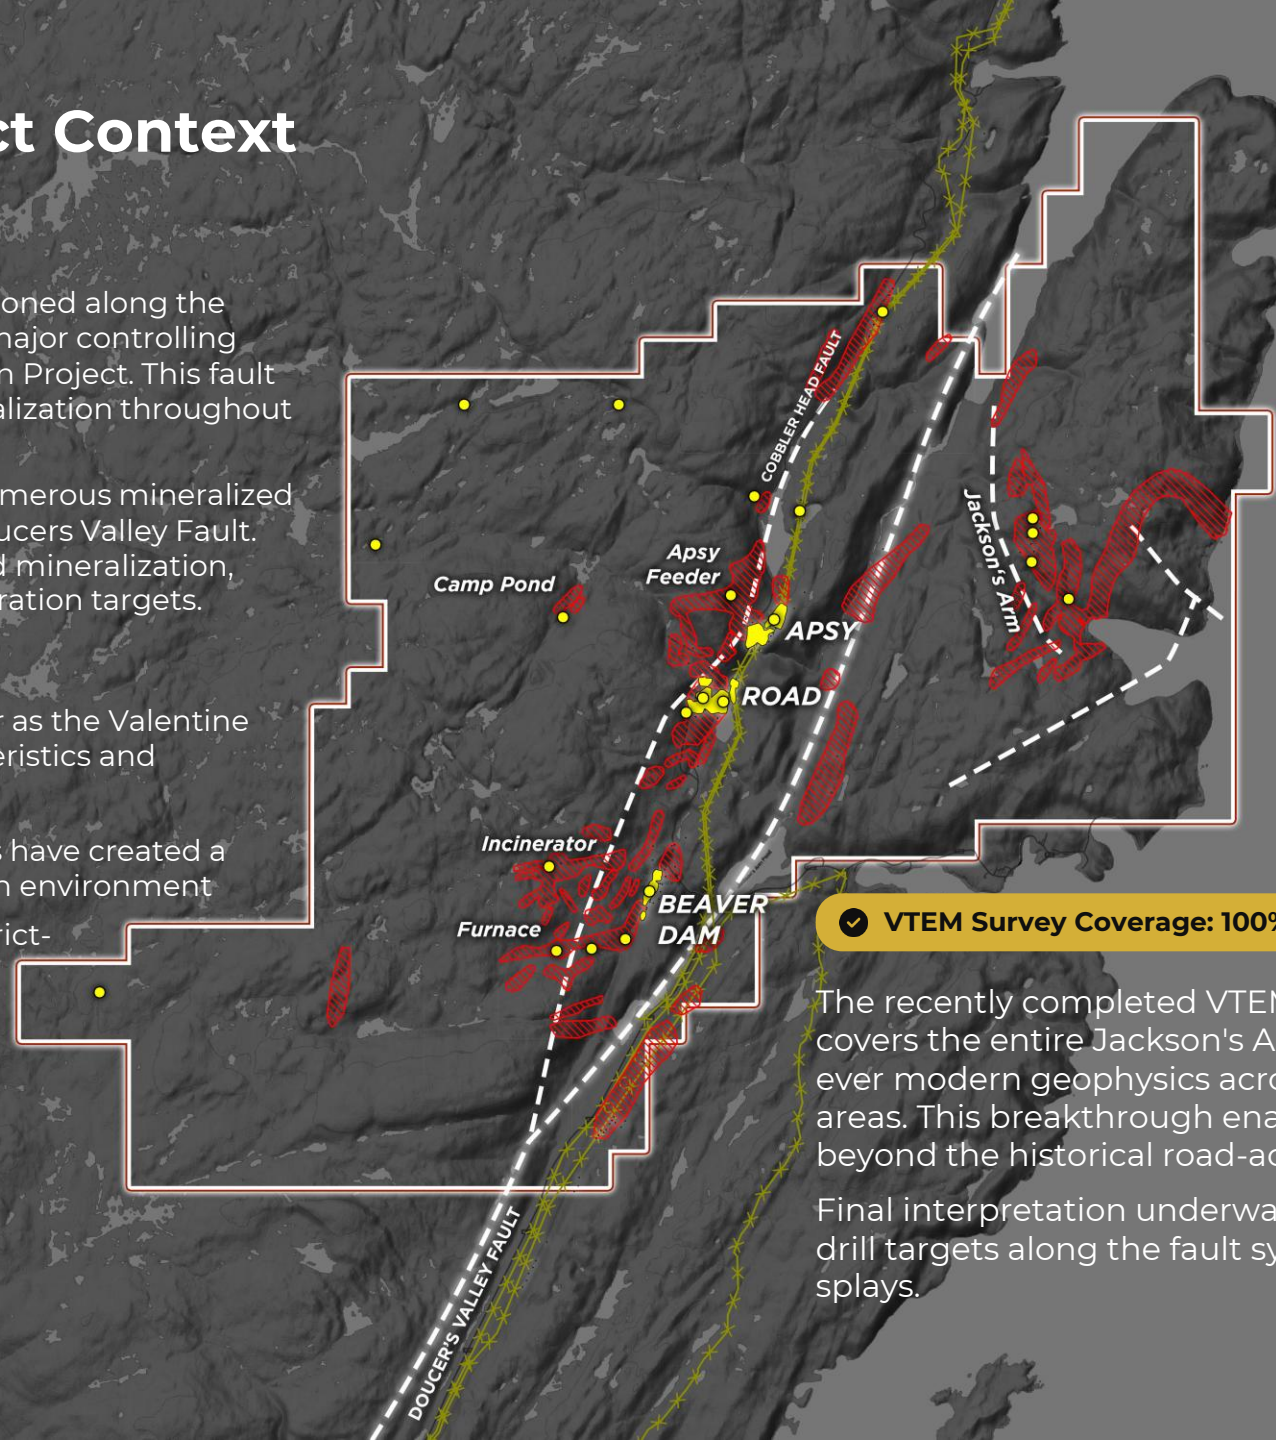 ct Context
oned along the
major controlling
n Project. This fault
alization throughout
merous mineralized
ucers Valley Fault.
d mineralization,
ration targets.
r as the Valentine
eristics and
s have created a
n environment
rict-
COBBLER HEAD FAULT
Jackson's Arm
Apsy
Feeder
Camp Pond
APSY
ROAD
Incinerator
BEAVER
DAM
Furnace
DOUCER'S VALLEY FAULT
VTEM Survey Coverage: 100%
The recently completed VTEM
covers the entire Jackson's A
ever modern geophysics acro
areas. This breakthrough ena
beyond the historical road-ac
Final interpretation underwa
drill targets along the fault sy
splays.